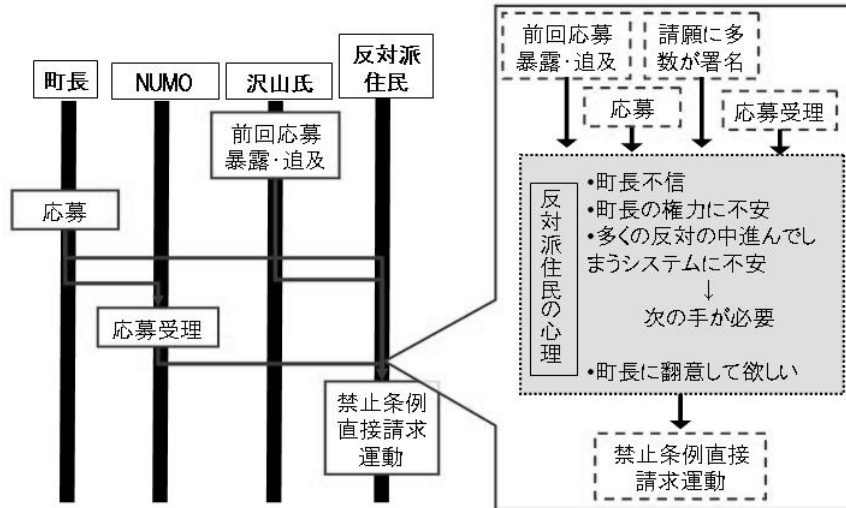 町長
NUMO
沢山氏
反対派
住民
前回応募
暴露・追及
応募
応募受理
禁止条例
直接請求
運動
前回応募
暴露・追及
請願に多
数が署名
応募
応募受理
反対派住民の心理
•町長不信
•町長の権力に不安
•多くの反対の中進んでし
まうシステムに不安
↓
次の手が必要
•町長に翻意して欲しい
禁止条例直接
請求運動